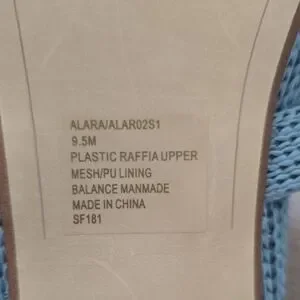 ALARA/ALAR02S1
9.5M
PLASTIC RAFFIA UPPER
MESH/PU LINING
BALANCE MANMADE
MADE IN CHINA
SF181